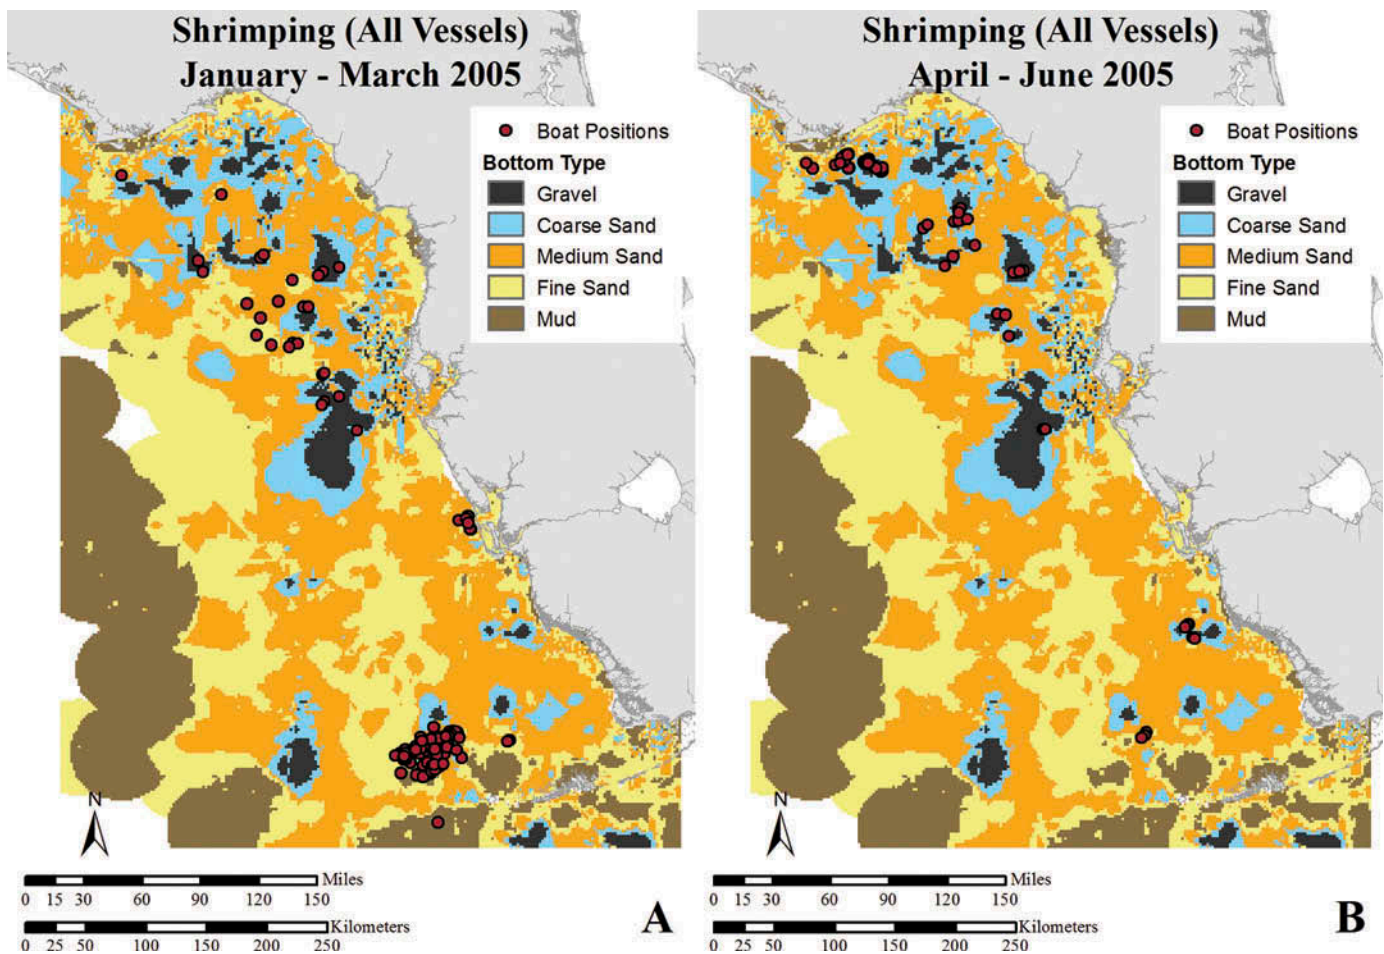 Shrimping (All Vessels)
January - March 2005
Boat Positions
Bottom Type
Gravel
Coarse Sand
Medium Sand
Fine Sand
Mud
N
Miles
0 15 30 60 90 120 150
Kilometers
0 25 50 100 150 200 250
A
Shrimping (All Vessels)
April - June 2005
Boat Positions
Bottom Type
Gravel
Coarse Sand
Medium Sand
Fine Sand
Mud
N
Miles
0 15 30 60 90 120 150
Kilometers
0 25 50 100 150 200 250
B